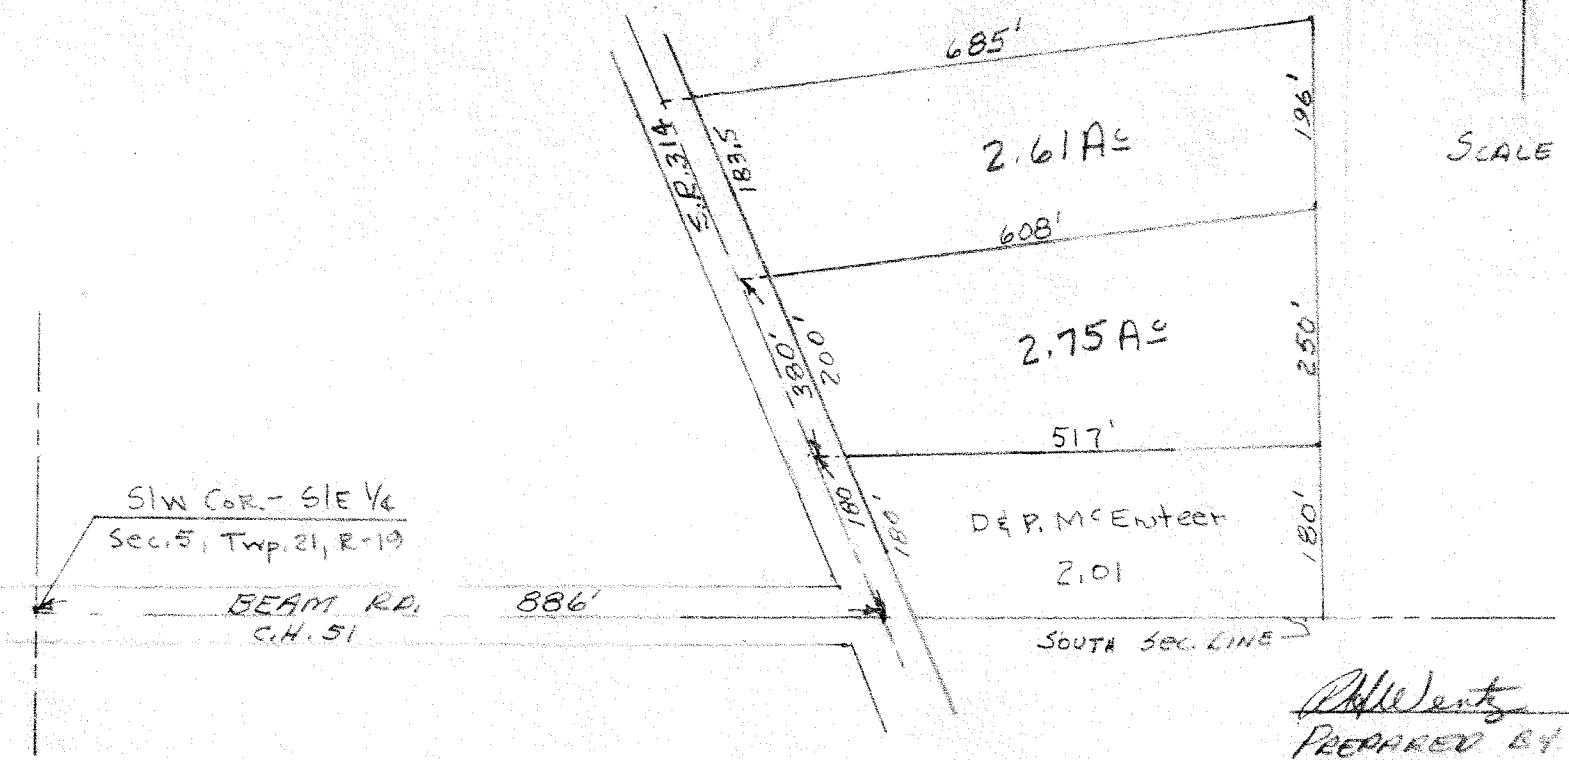 685'
196'
2.61 Ac
SCALE
S.R. 314
183.5
608'
2.75 Ac
250'
380'
200'
517'
180'
180'
180'
D & P. McEnteer
2.01
S/W COR. - S/E 1/4
Sec. 5, Twp. 21, R-19
BEAM RD.
886'
C.H. 51
SOUTH SEC. LINE
PREPARED BY